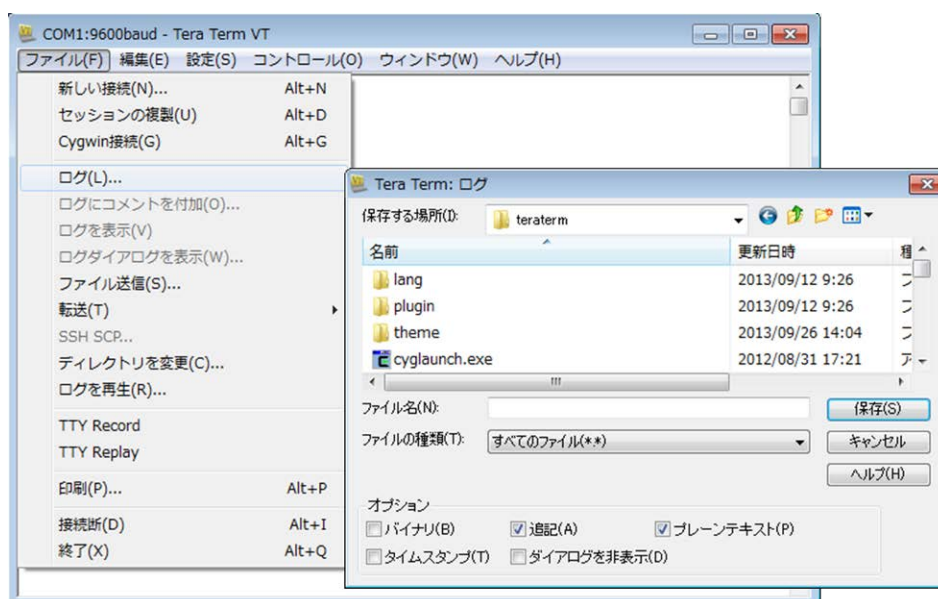 COM1:9600baud - Tera Term VT
ファイル(F) 編集(E) 設定(S) コントロール(O) ウィンドウ(W) ヘルプ(H)
新しい接続(N)... Alt+N
セッションの複製(U) Alt+D
Cygwin接続(G) Alt+G
ログ(L)...
ログにコメントを付加(O)...
ログを表示(V)
ログダイアログを表示(W)...
ファイル送信(S)...
転送(T)
SSH SCP...
ディレクトリを変更(C)...
ログを再生(R)...
TTY Record
TTY Replay
印刷(P)... Alt+P
接続断(D) Alt+I
終了(X) Alt+Q
Tera Term: ログ
保存する場所(I): teraterm
名前 更新日時 種
lang 2013/09/12 9:26 フ
plugin 2013/09/12 9:26 フ
theme 2013/09/26 14:04 フ
cyglaunch.exe 2012/08/31 17:21 ア
ファイル名(N): 保存(S)
ファイルの種類(T): すべてのファイル(*.*) キャンセル
ヘルプ(H)
オプション
バイナリ(B) 追記(A) プレーンテキスト(P)
タイムスタンプ(T) ダイアログを非表示(D)